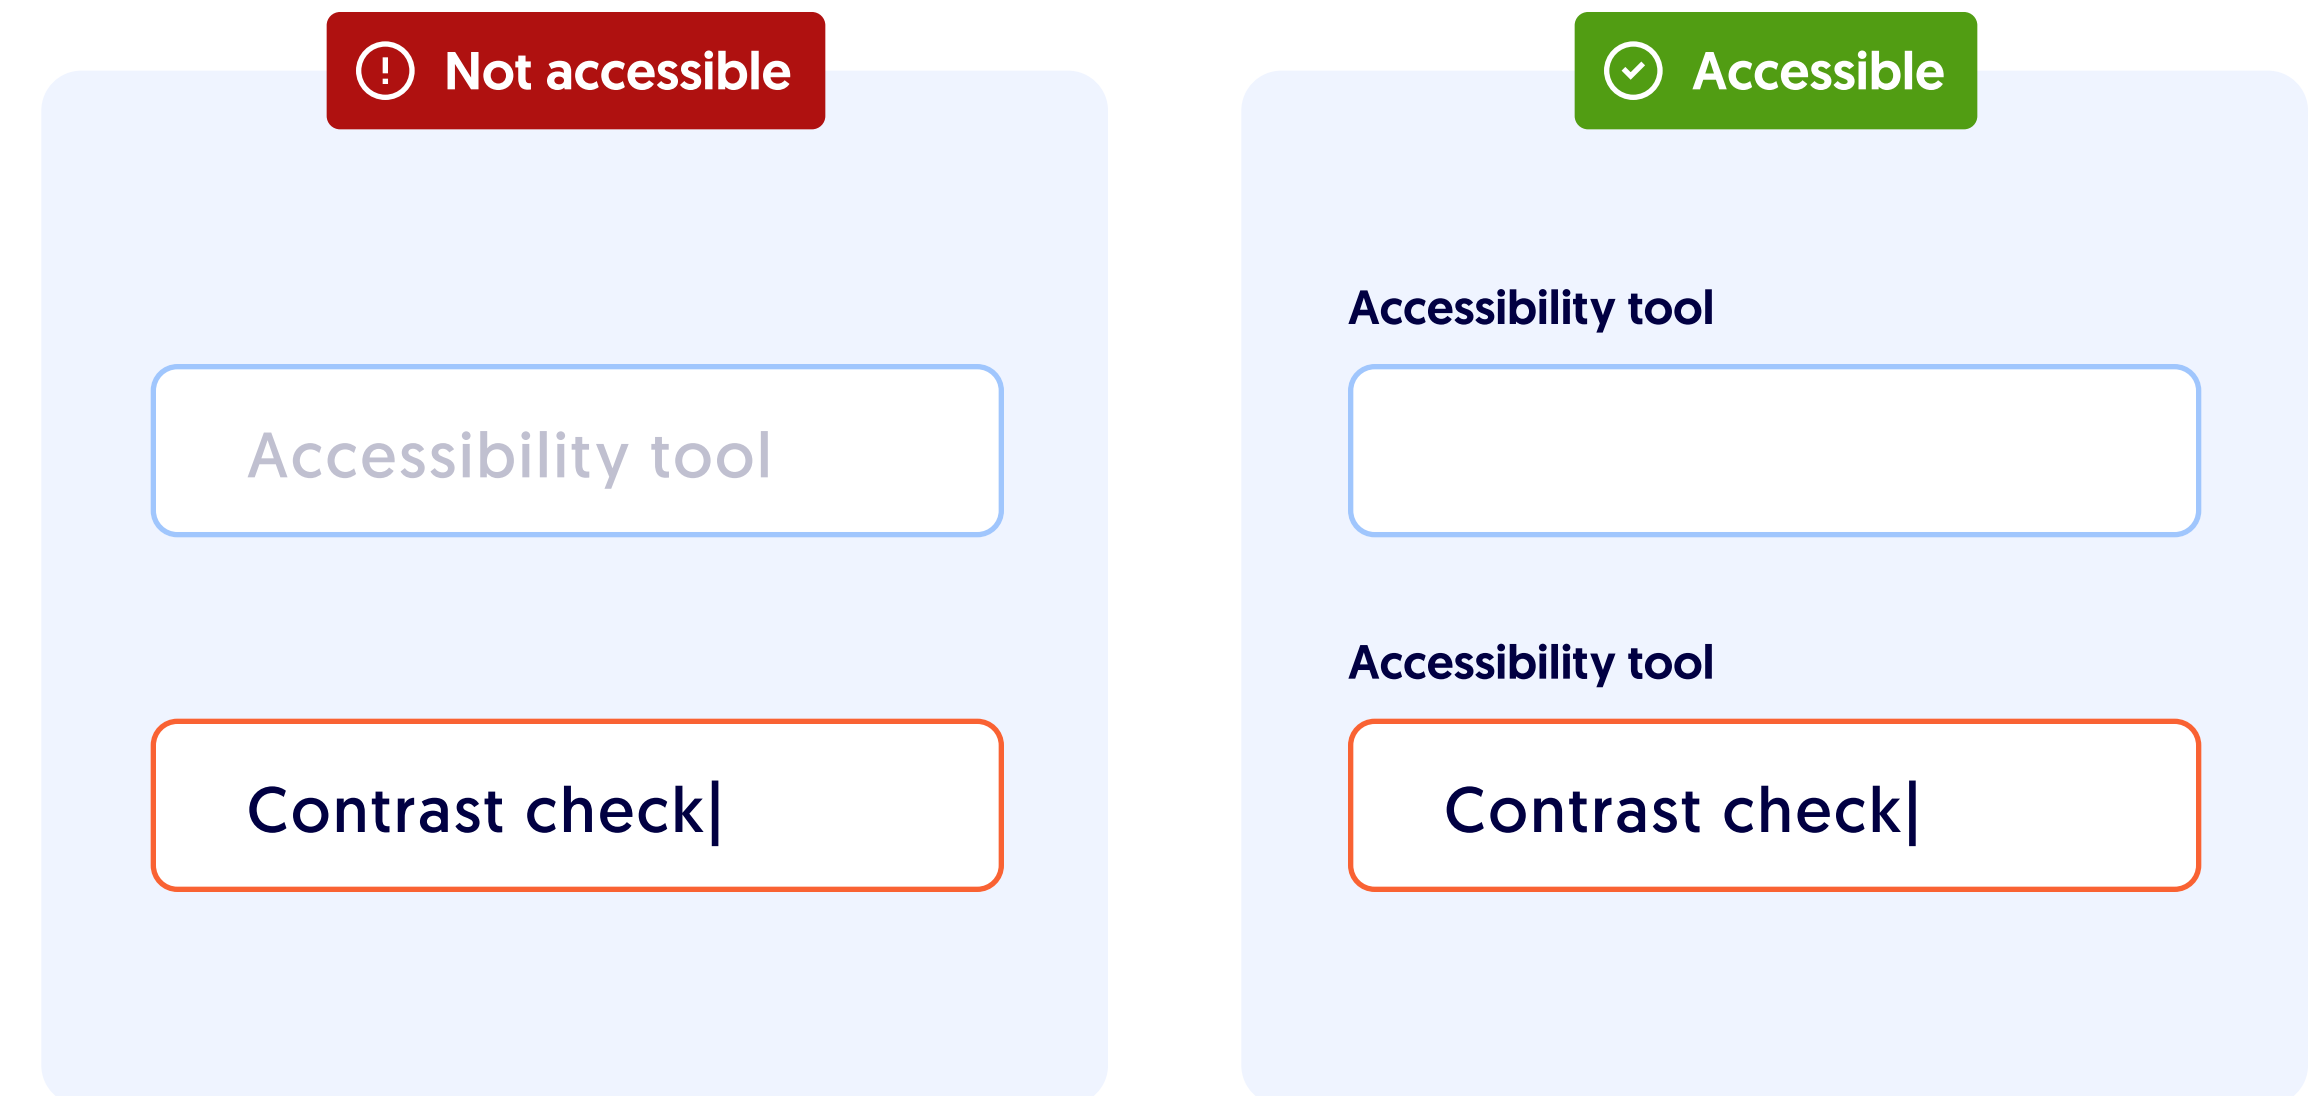 Not accessible
Accessibility tool
Contrast check
Accessible
Accessibility tool
Accessibility tool
Contrast check